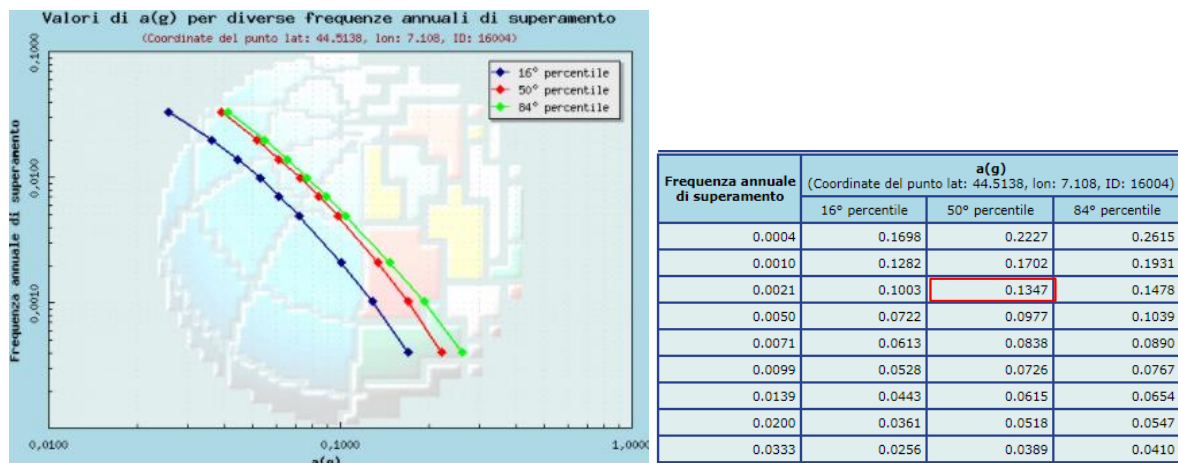 Valori di a(g) per diverse frequenze annuali di superamento
(Coordinate del punto lat: 44.5138, lon: 7.108, ID: 16004)
16° percentile
50° percentile
84° percentile
Frequenza annuale di superamento
0,1000
0,0100
0,0010
0,0100 0,1000 1,0000
a(g)
Frequenza annuale di superamento
a(g)
(Coordinate del punto lat: 44.5138, lon: 7.108, ID: 16004)
16° percentile 50° percentile 84° percentile
0.0004 0.1698 0.2227 0.2615
0.0010 0.1282 0.1702 0.1931
0.0021 0.1003 0.1347 0.1478
0.0050 0.0722 0.0977 0.1039
0.0071 0.0613 0.0838 0.0890
0.0099 0.0528 0.0726 0.0767
0.0139 0.0443 0.0615 0.0654
0.0200 0.0361 0.0518 0.0547
0.0333 0.0256 0.0389 0.0410